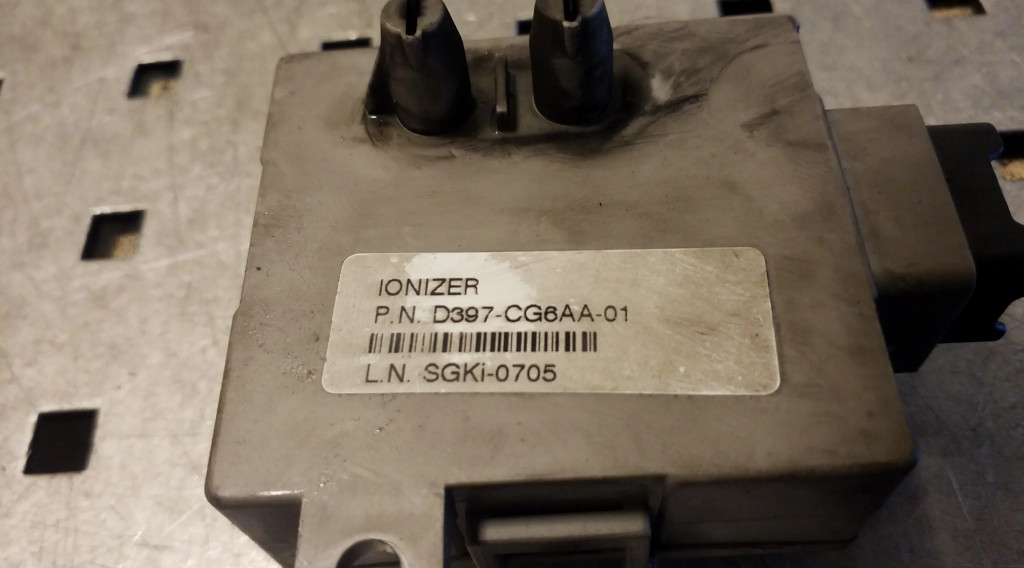 IONIZER
P.N. D397-CG6AA-01
L.N. SGKi-0705